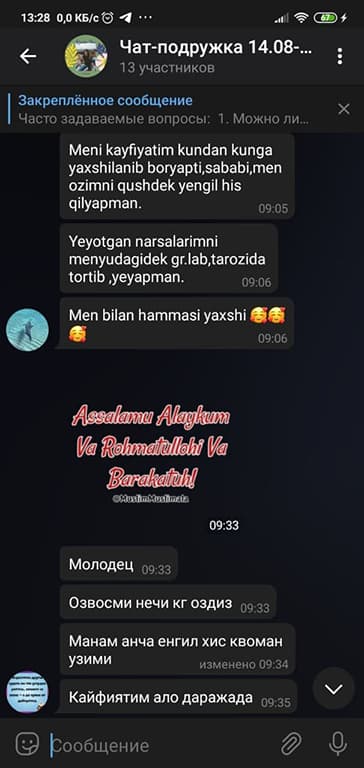 13:28 0,0 КБ/с
67
Чат-подружка 14.08-...
13 участников
Закреплённое сообщение
Часто задаваемые вопросы: 1. Можно ли...
Meni kayfiyatim kundan kunga
yaxshilanib boryapti,sababi,men
ozimni qushdek yengil his
qilyapman.
09:05
Yeyotgan narsalarimni
menyudagidek gr.lab,tarozida
tortib ,yeyapman.
09:06
Men bilan hammasi yaxshi 🥰🥰
🥰
09:06
Assalamu Alaykum
Va Rohmatullohi Va
Barakatuh!
@MuslimMuslimala
09:33
Молодец 09:33
Озвосми нечи кг оздиз 09:33
Манам анча енгил хис квоман
узими
изменено 09:34
Кайфиятим ало даражада 09:35
Сообщение